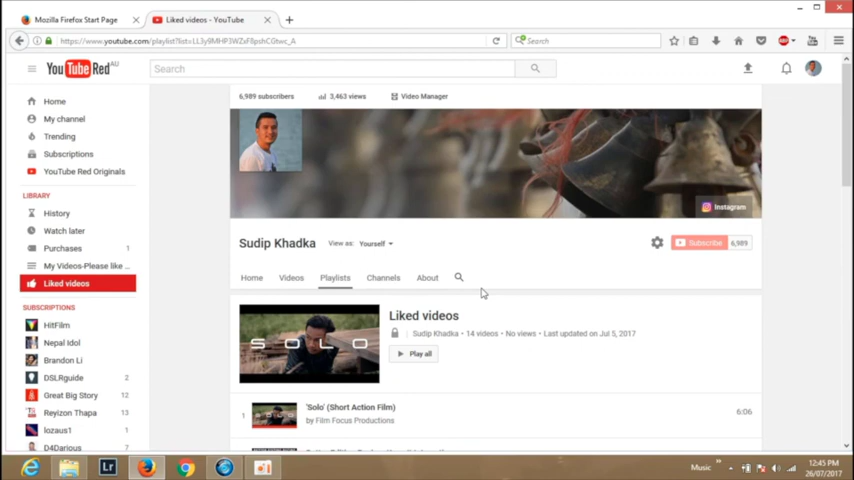 Mozilla Firefox Start Page
Liked videos - YouTube
https://www.youtube.com/playlist?list=LL3y9MHP3WZxF8pshCGtwc_A
Search
YouTube Red AU
Search
6,989 subscribers
3,463 views
Video Manager
Home
My channel
Trending
Subscriptions
YouTube Red Originals
LIBRARY
History
Watch later
Purchases 1
My Videos-Please like ...
Liked videos
SUBSCRIPTIONS
HitFilm
Nepal Idol
Brandon Li
DSLRguide 2
Great Big Story 12
Reyizon Thapa 13
lozaus1 1
D4Darious 7
Instagram
Sudip Khadka
View as: Yourself
Subscribe 6,989
Home Videos Playlists Channels About
SOLO
Liked videos
Sudip Khadka • 14 videos • No views • Last updated on Jul 5, 2017
Play all
1
SOLO
'Solo' (Short Action Film)
by Film Focus Productions
6:06
Lr
Music
12:45 PM
26/07/2017